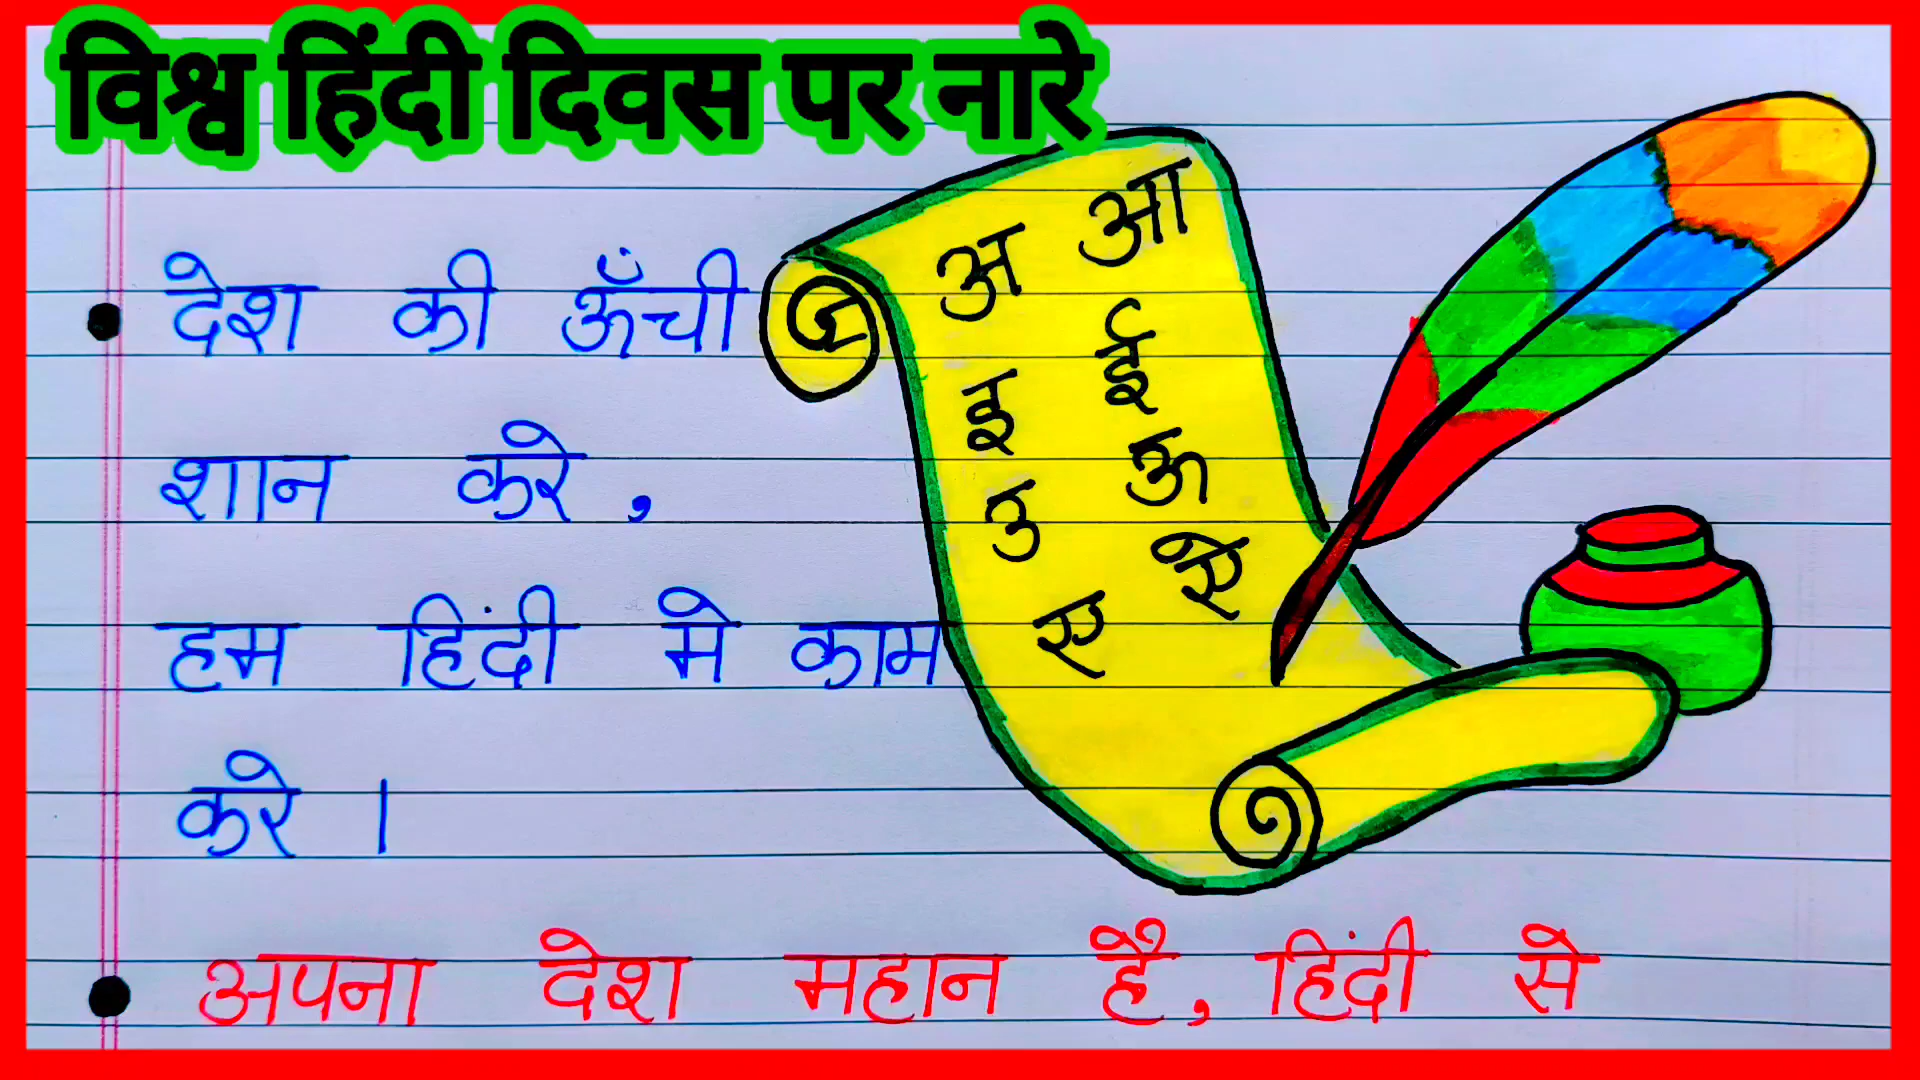 विश्व हिंदी दिवस पर नारे
देश की ऊँची
शान करे,
हम हिंदी मे काम
करे ।
अपना देश महान है, हिंदी से
अ आ
इ ई
उ ऊ
ए ऐ